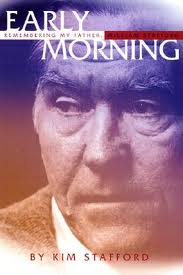 EARLY
REMEMBERING MY FATHER, WILLIAM STAFFORD
MORNING
BY KIM STAFFORD